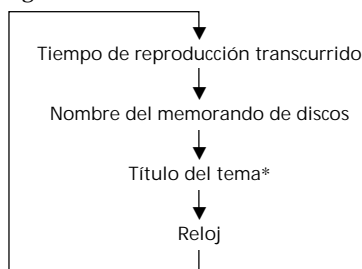 Tiempo de reproducción transcurrido
Nombre del memorando de discos
Título del tema*
Reloj